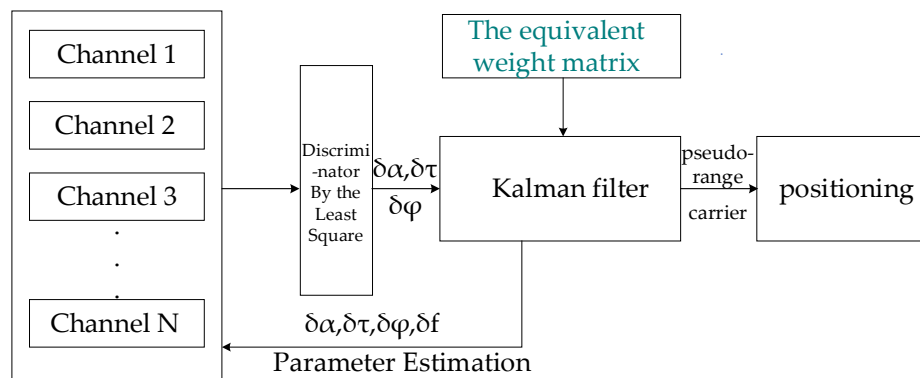 Channel 1
Channel 2
Channel 3
.
.
.
Channel N
Discrimi
-nator
By the
Least
Square
δα,δτ
δφ
The equivalent
weight matrix
Kalman filter
pseudo-
range
carrier
positioning
δα,δτ,δφ,δf
Parameter Estimation